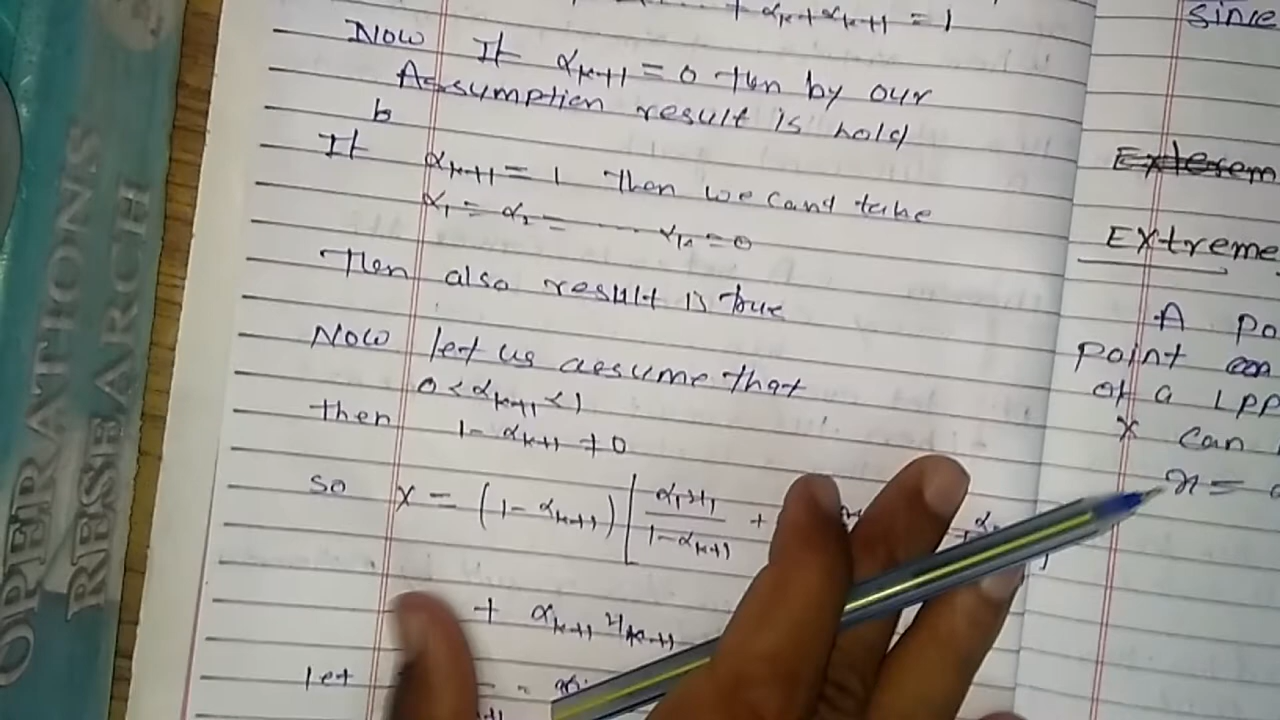 + αₖ + αₖ₊₁ = 1
Now If αₖ₊₁ = 0 then by our
Assumption result is hold
b
If αₖ₊₁ = 1 then we cant take
α₁ = α₂ = ------ αₖ = 0
Then also result is true
Now let us assume that
0 < αₖ₊₁ < 1
then 1 - αₖ₊₁ ≠ 0
so x = (1 - αₖ₊₁) [ α₁x₁ / 1-αₖ₊₁ +
+ αₖ₊₁ xₖ₊₁
let
since
Extreme
A po
point con
of a LPP
x can
x =
OPERATIONS
RESEARCH